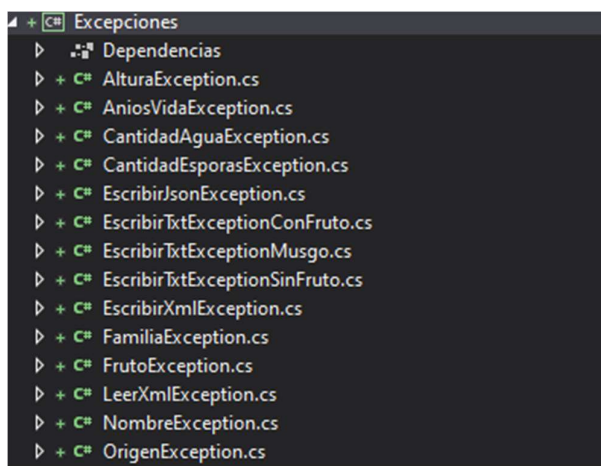 + C# Excepciones
Dependencias
+ C# AlturaException.cs
+ C# AniosVidaException.cs
+ C# CantidadAguaException.cs
+ C# CantidadEsporasException.cs
+ C# EscribirJsonException.cs
+ C# EscribirTxtExceptionConFruto.cs
+ C# EscribirTxtExceptionMusgo.cs
+ C# EscribirTxtExceptionSinFruto.cs
+ C# EscribirXmlException.cs
+ C# FamiliaException.cs
+ C# FrutoException.cs
+ C# LeerXmlException.cs
+ C# NombreException.cs
+ C# OrigenException.cs